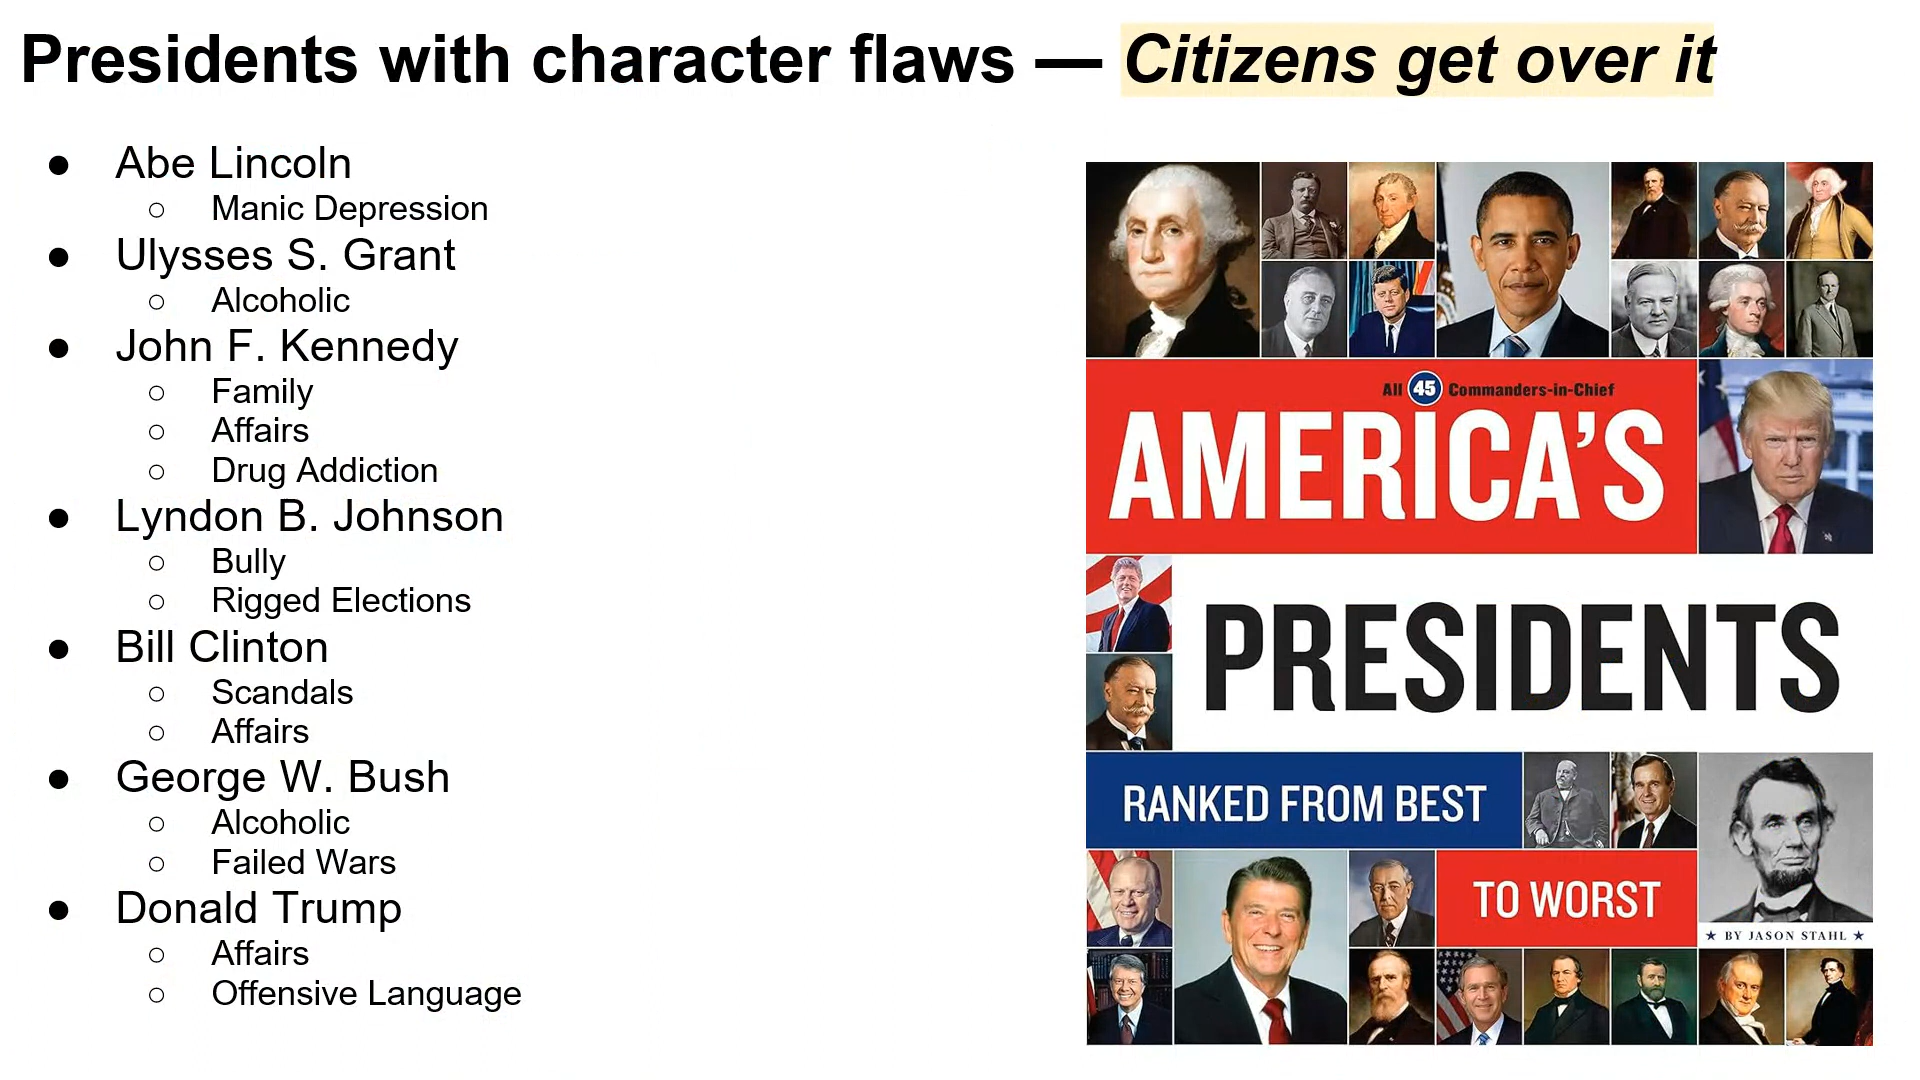 Presidents with character flaws — Citizens get over it
● Abe Lincoln
○ Manic Depression
● Ulysses S. Grant
○ Alcoholic
● John F. Kennedy
○ Family
○ Affairs
○ Drug Addiction
● Lyndon B. Johnson
○ Bully
○ Rigged Elections
● Bill Clinton
○ Scandals
○ Affairs
● George W. Bush
○ Alcoholic
○ Failed Wars
● Donald Trump
○ Affairs
○ Offensive Language
All 45 Commanders-in-Chief
AMERICA'S
PRESIDENTS
RANKED FROM BEST
TO WORST
★ BY JASON STAHL ★